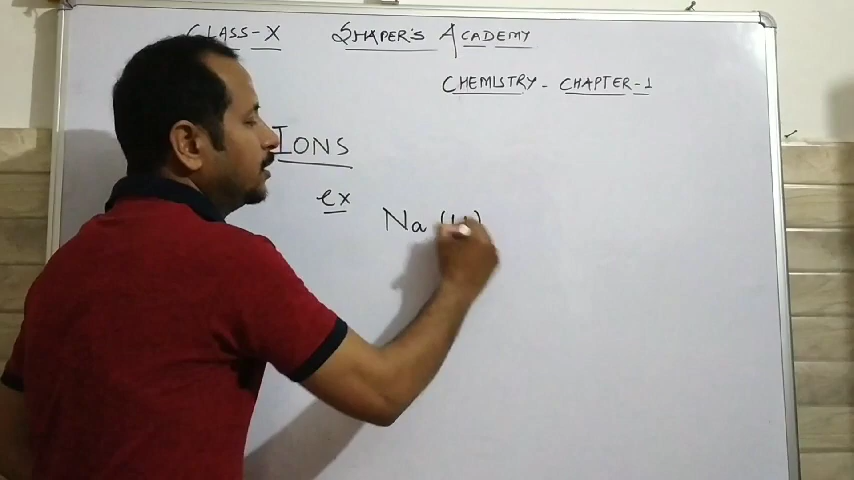 CLASS-X SHAPER'S ACADEMY
CHEMISTRY - CHAPTER-1
IONS
ex
Na (11)